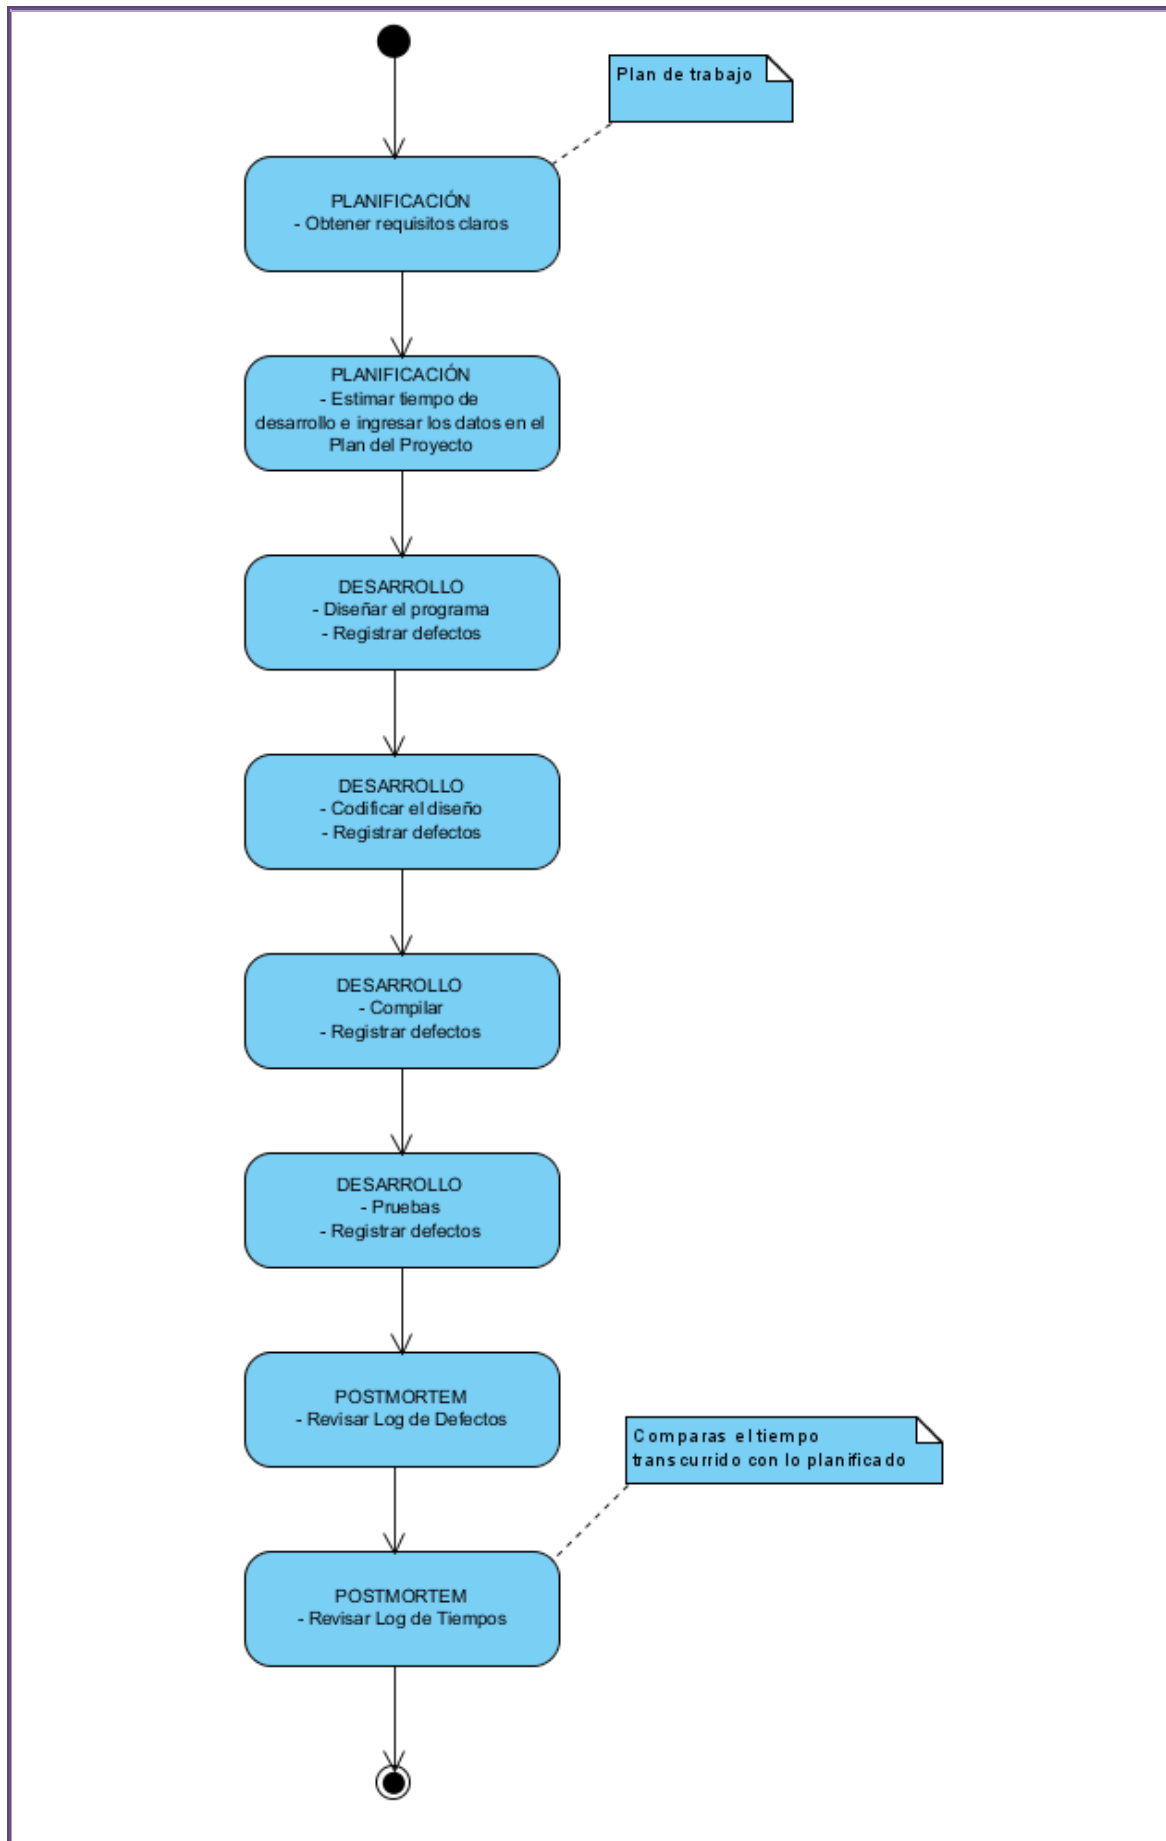 Plan de trabajo
PLANIFICACIÓN
- Obtener requisitos claros
PLANIFICACIÓN
- Estimar tiempo de
desarrollo e ingresar los datos en el
Plan del Proyecto
DESARROLLO
- Diseñar el programa
- Registrar defectos
DESARROLLO
- Codificar el diseño
- Registrar defectos
DESARROLLO
- Compilar
- Registrar defectos
DESARROLLO
- Pruebas
- Registrar defectos
POSTMORTEM
- Revisar Log de Defectos
Comparas el tiempo
transcurrido con lo planificado
POSTMORTEM
- Revisar Log de Tiempos